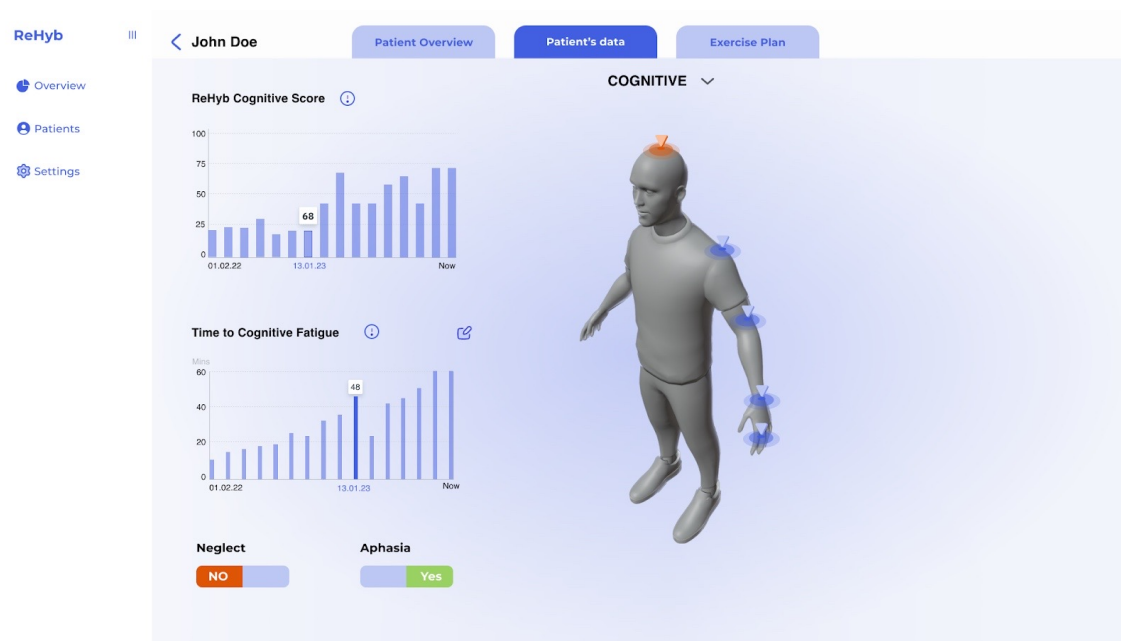 ReHyb
Overview
Patients
Settings
John Doe
Patient Overview
Patient's data
Exercise Plan
COGNITIVE
ReHyb Cognitive Score
100
75
50
25
0
68
01.02.22
13.01.23
Now
Time to Cognitive Fatigue
Mins
60
40
20
0
48
01.02.22
13.01.23
Now
Neglect
Aphasia
NO
Yes